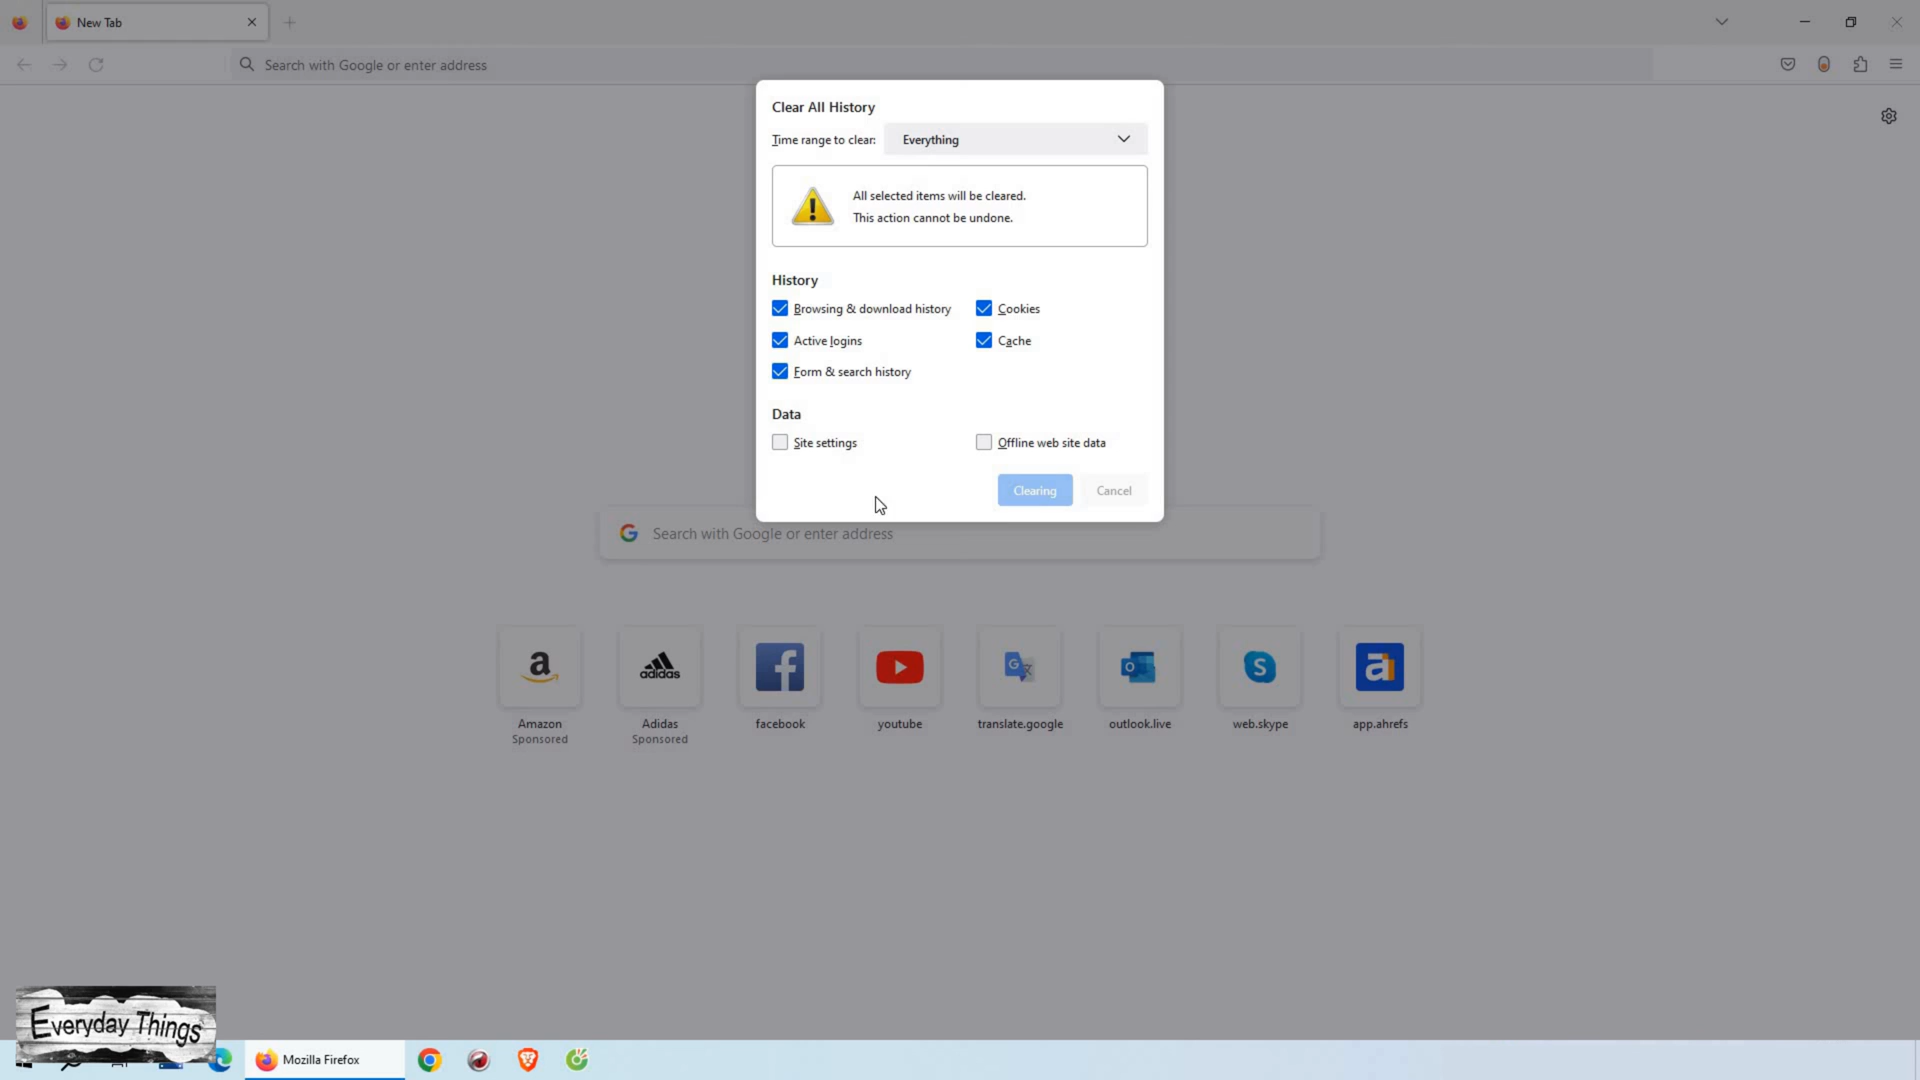 New Tab
Search with Google or enter address
Clear All History
Time range to clear: Everything
All selected items will be cleared.
This action cannot be undone.
History
Browsing & download history
Cookies
Active logins
Cache
Form & search history
Data
Site settings
Offline web site data
Clearing
Cancel
Search with Google or enter address
Amazon
Sponsored
Adidas
Sponsored
facebook
youtube
translate.google
outlook.live
web.skype
app.ahrefs
adidas
Everyday Things
Mozilla Firefox